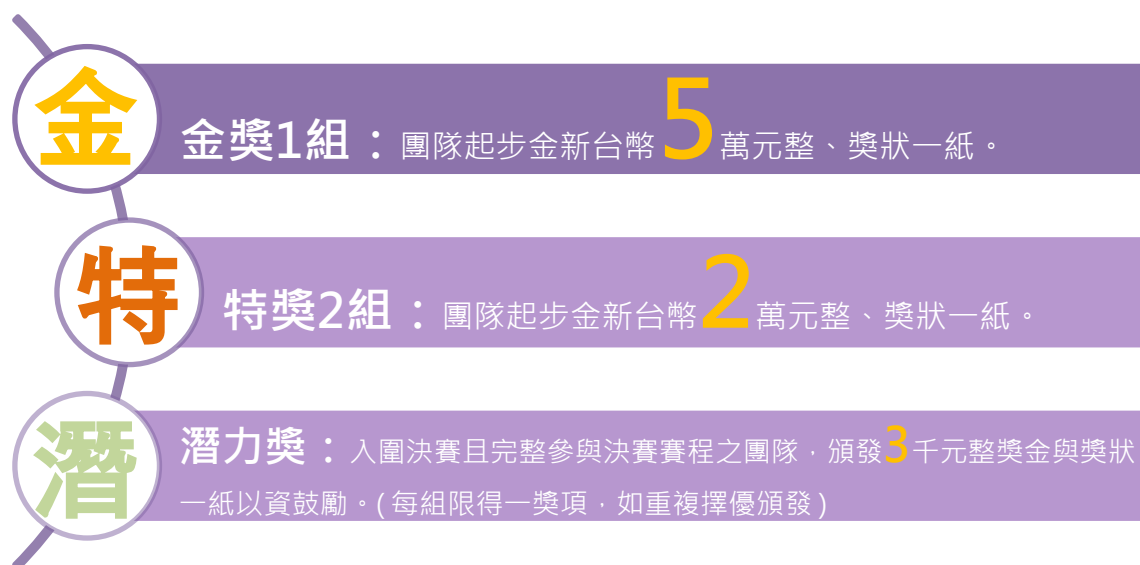 金
金獎1組：團隊起步金新台幣5萬元整、獎狀一紙。
特
特獎2組：團隊起步金新台幣2萬元整、獎狀一紙。
潛
潛力獎：入圍決賽且完整參與決賽賽程之團隊，頒發3千元整獎金與獎狀
一紙以資鼓勵。(每組限得一獎項，如重複擇優頒發)